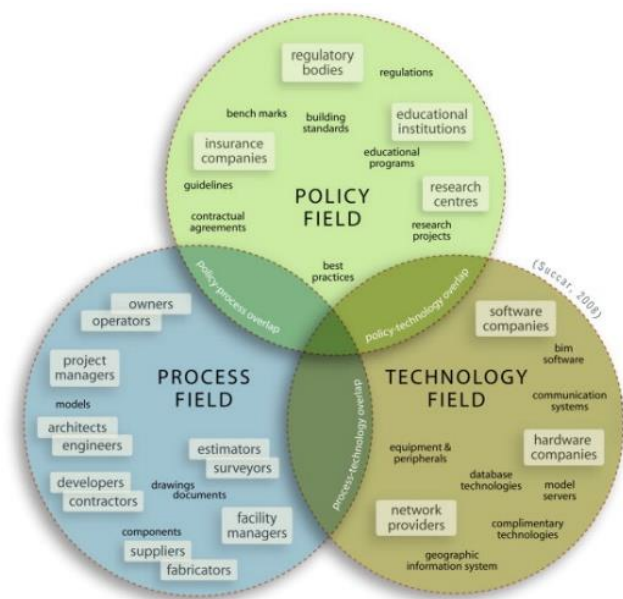 regulatory
bodies
regulations
bench marks
building
standards
educational
institutions
insurance
companies
educational
programs
guidelines
POLICY
FIELD
research
centres
contractual
agreements
research
projects
best
practices
policy-process overlap
policy-technology overlap
(Succar, 2008)
owners
operators
project
managers
PROCESS
FIELD
models
architects
engineers
estimators
surveyors
developers
contractors
drawings
documents
facility
managers
components
suppliers
fabricators
process-technology overlap
software
companies
bim
software
TECHNOLOGY
FIELD
communication
systems
hardware
companies
equipment &
peripherals
database
technologies
model
servers
network
providers
complimentary
technologies
geographic
information system